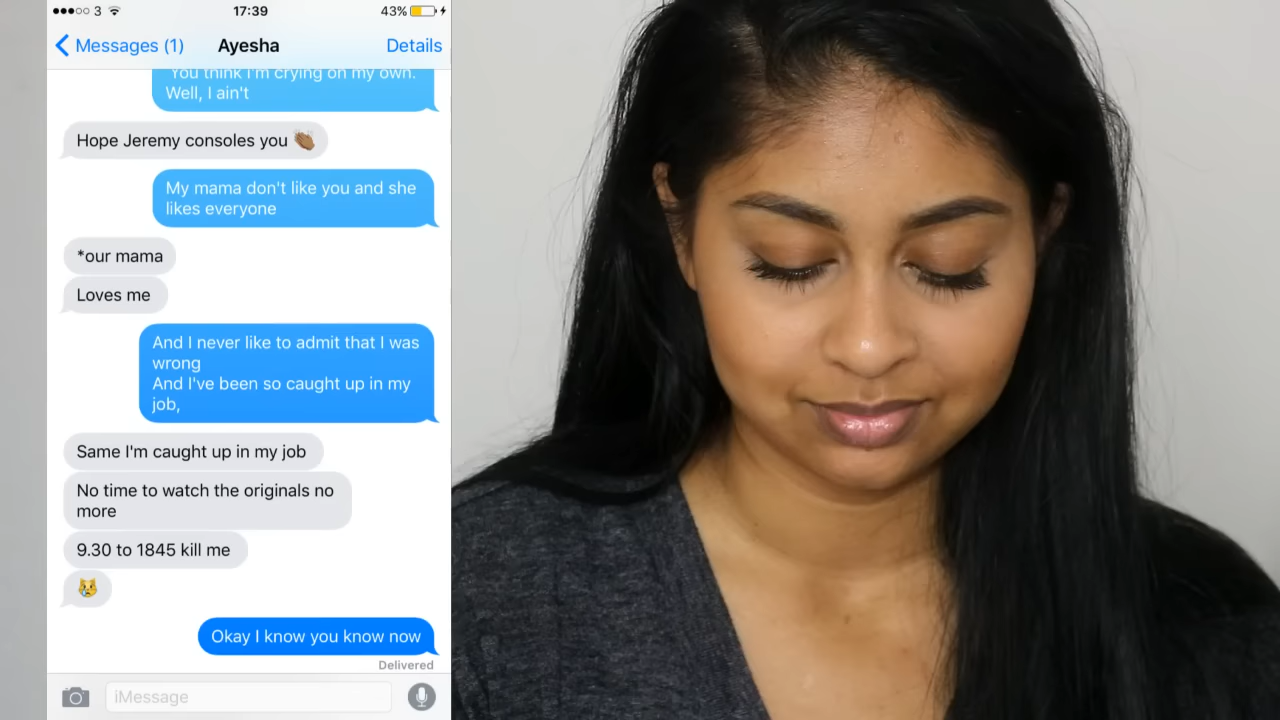 3
17:39
43%
Messages (1)
Ayesha
Details
You think I'm crying on my own.
Well, I ain't
Hope Jeremy consoles you 👏🏽
My mama don't like you and she
likes everyone
*our mama
Loves me
And I never like to admit that I was
wrong
And I've been so caught up in my
job,
Same I'm caught up in my job
No time to watch the originals no
more
9.30 to 1845 kill me
😿
Okay I know you know now
Delivered
iMessage